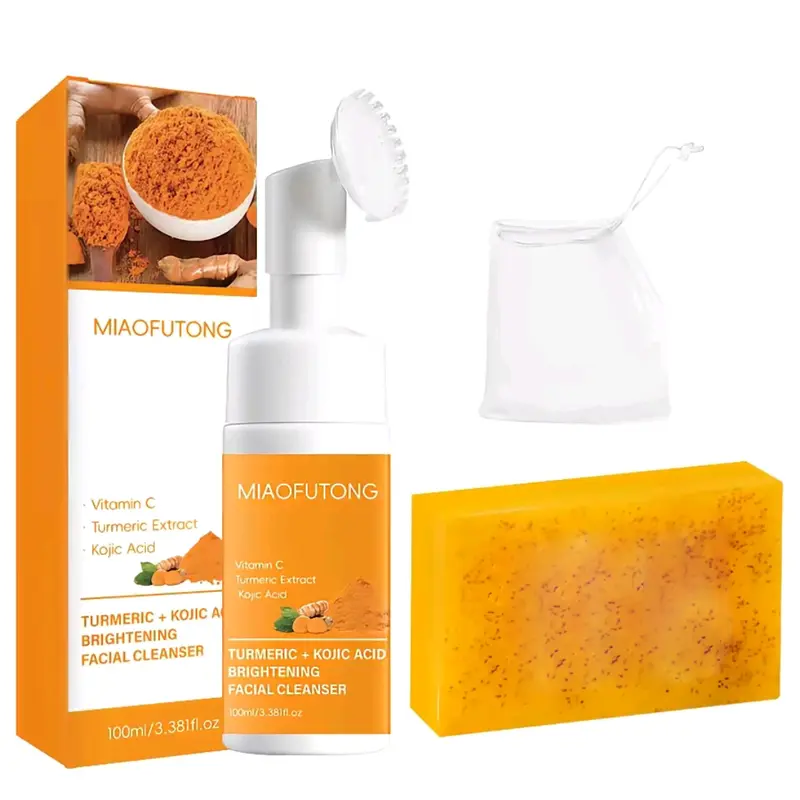 MIAOFUTONG
· Vitamin C
· Turmeric Extract
· Kojic Acid
TURMERIC + KOJIC
BRIGHTENING
FACIAL CLEANSER
100ml/3.381fl.oz
MIAOFUTONG
Vitamin C
Turmeric Extract
Kojic Acid
TURMERIC + KOJIC ACID
BRIGHTENING
FACIAL CLEANSER
100ml/3.381fl.oz